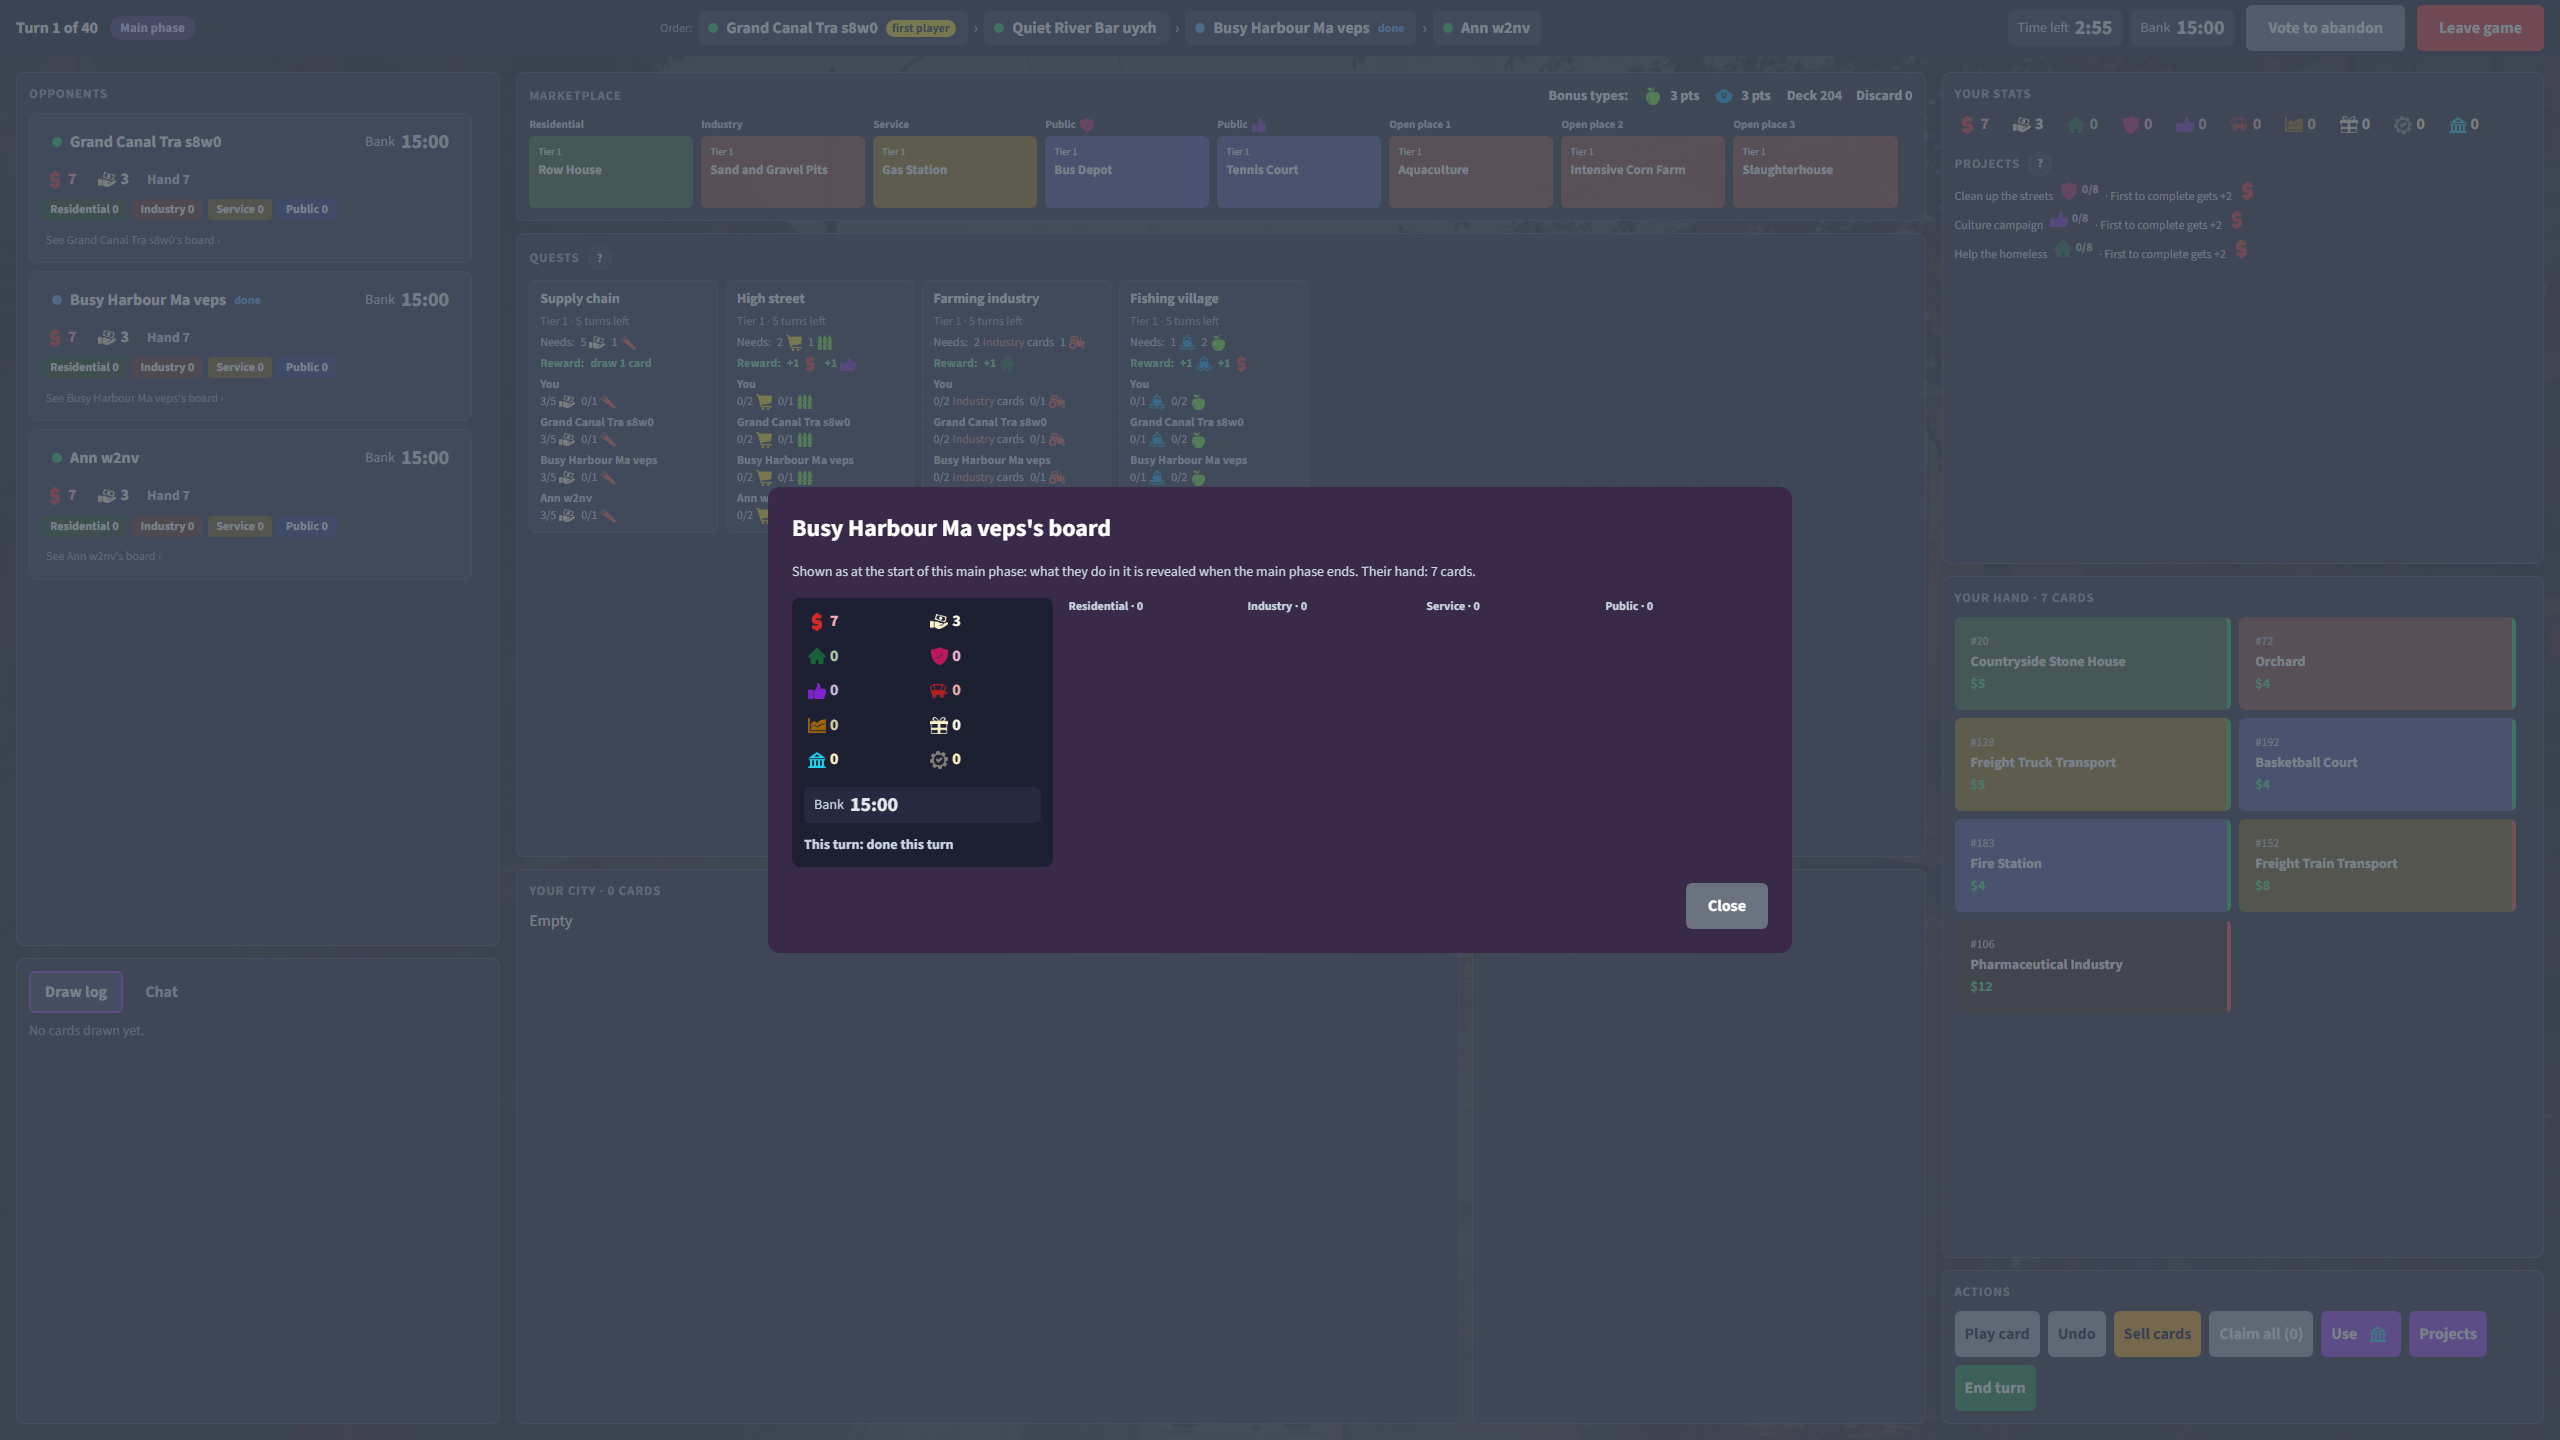 Turn 1 of 40 Main phase
Order: Grand Canal Tra s8w0 first player › Quiet River Bar uyxh › Busy Harbour Ma veps done › Ann w2nv
Time left 2:55 Bank 15:00 Vote to abandon Leave game
OPPONENTS
Grand Canal Tra s8w0 Bank 15:00
7 3 Hand 7
Residential 0 Industry 0 Service 0 Public 0
See Grand Canal Tra s8w0's board ›
Busy Harbour Ma veps done Bank 15:00
7 3 Hand 7
Residential 0 Industry 0 Service 0 Public 0
See Busy Harbour Ma veps's board ›
Ann w2nv Bank 15:00
7 3 Hand 7
Residential 0 Industry 0 Service 0 Public 0
See Ann w2nv's board ›
Draw log Chat
No cards drawn yet.
MARKETPLACE Bonus types: 3 pts 3 pts Deck 204 Discard 0
Residential Industry Service Public Public Open place 1 Open place 2 Open place 3
Tier 1 Tier 1 Tier 1 Tier 1 Tier 1 Tier 1 Tier 1 Tier 1
Row House Sand and Gravel Pits Gas Station Bus Depot Tennis Court Aquaculture Intensive Corn Farm Slaughterhouse
QUESTS ?
Supply chain High street Farming industry Fishing village
Tier 1 · 5 turns left Tier 1 · 5 turns left Tier 1 · 5 turns left Tier 1 · 5 turns left
Needs: 5 1 Needs: 2 1 Needs: 2 Industry cards 1 Needs: 1 2
Reward: draw 1 card Reward: +1 +1 Reward: +1 Reward: +1 +1
You You You You
3/5 0/1 0/2 0/1 0/2 Industry cards 0/1 0/1 0/2
Grand Canal Tra s8w0 Grand Canal Tra s8w0 Grand Canal Tra s8w0 Grand Canal Tra s8w0
3/5 0/1 0/2 0/1 0/2 Industry cards 0/1 0/1 0/2
Busy Harbour Ma veps Busy Harbour Ma veps Busy Harbour Ma veps Busy Harbour Ma veps
3/5 0/1 0/2 0/1 0/2 Industry cards 0/1 0/1 0/2
Ann w2nv Ann w
3/5 0/1 0/2
YOUR CITY · 0 CARDS
Empty
Busy Harbour Ma veps's board
Shown as at the start of this main phase: what they do in it is revealed when the main phase ends. Their hand: 7 cards.
7 3
0 0
0 0
0 0
0 0
Bank 15:00
This turn: done this turn
Residential · 0 Industry · 0 Service · 0 Public · 0
Close
YOUR STATS
7 3 0 0 0 0 0 0 0 0
PROJECTS ?
Clean up the streets 0/8 · First to complete gets +2
Culture campaign 0/8 · First to complete gets +2
Help the homeless 0/8 · First to complete gets +2
YOUR HAND · 7 CARDS
#20 #72
Countryside Stone House Orchard
$5 $4
#128 #192
Freight Truck Transport Basketball Court
$5 $4
#183 #152
Fire Station Freight Train Transport
$4 $8
#106
Pharmaceutical Industry
$12
ACTIONS
Play card Undo Sell cards Claim all (0) Use Projects
End turn